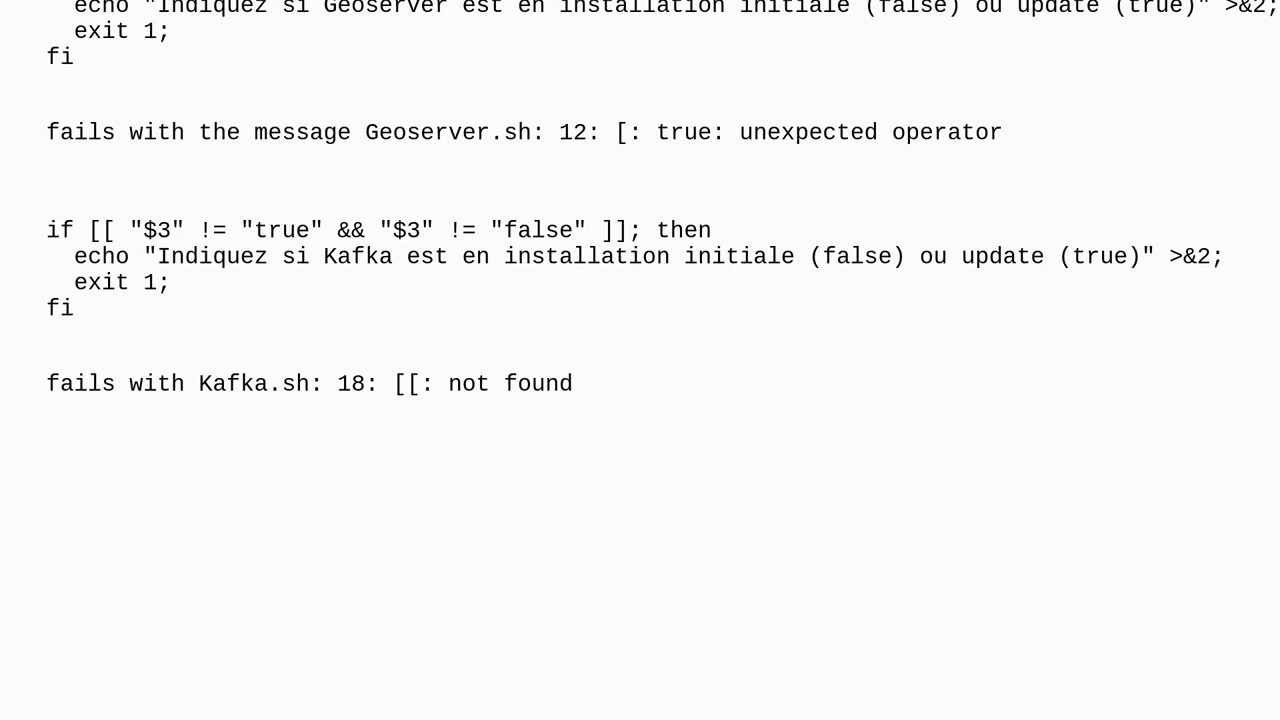 echo "Indiquez si Geoserver est en installation initiale (false) ou update (true)" >&2;
exit 1;
fi
fails with the message Geoserver.sh: 12: [: true: unexpected operator
if [[ "$3" != "true" && "$3" != "false" ]]; then
echo "Indiquez si Kafka est en installation initiale (false) ou update (true)" >&2;
exit 1;
fi
fails with Kafka.sh: 18: [[: not found